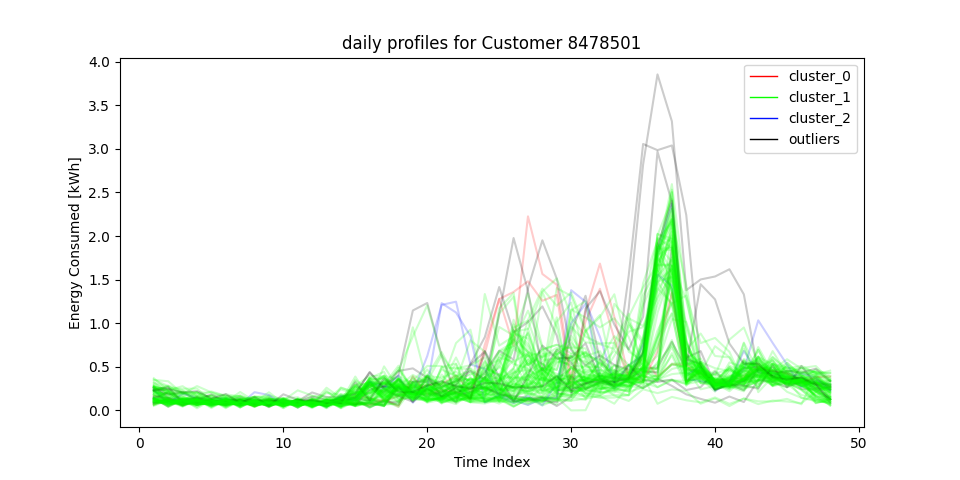 daily profiles for Customer 8478501
4.0
3.5
3.0
2.5
2.0
1.5
1.0
0.5
0.0
Energy Consumed [kWh]
cluster_0
cluster_1
cluster_2
outliers
0
10
20
30
40
50
Time Index